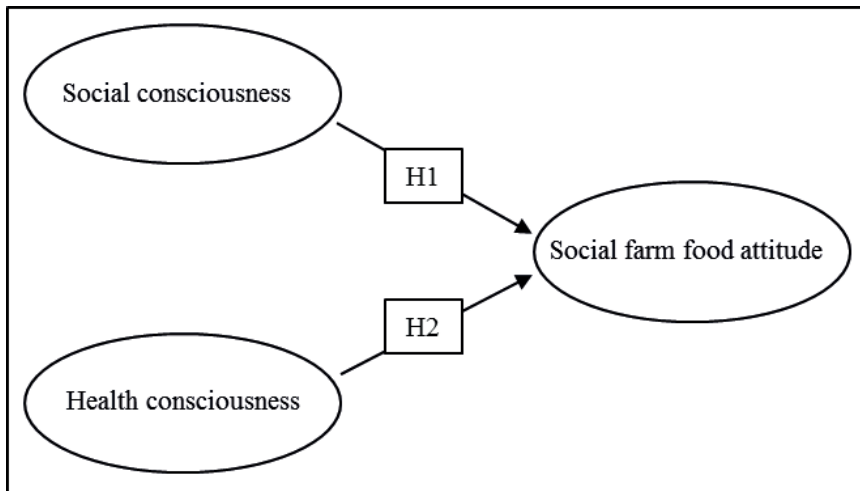 Social consciousness
H1
Social farm food attitude
H2
Health consciousness